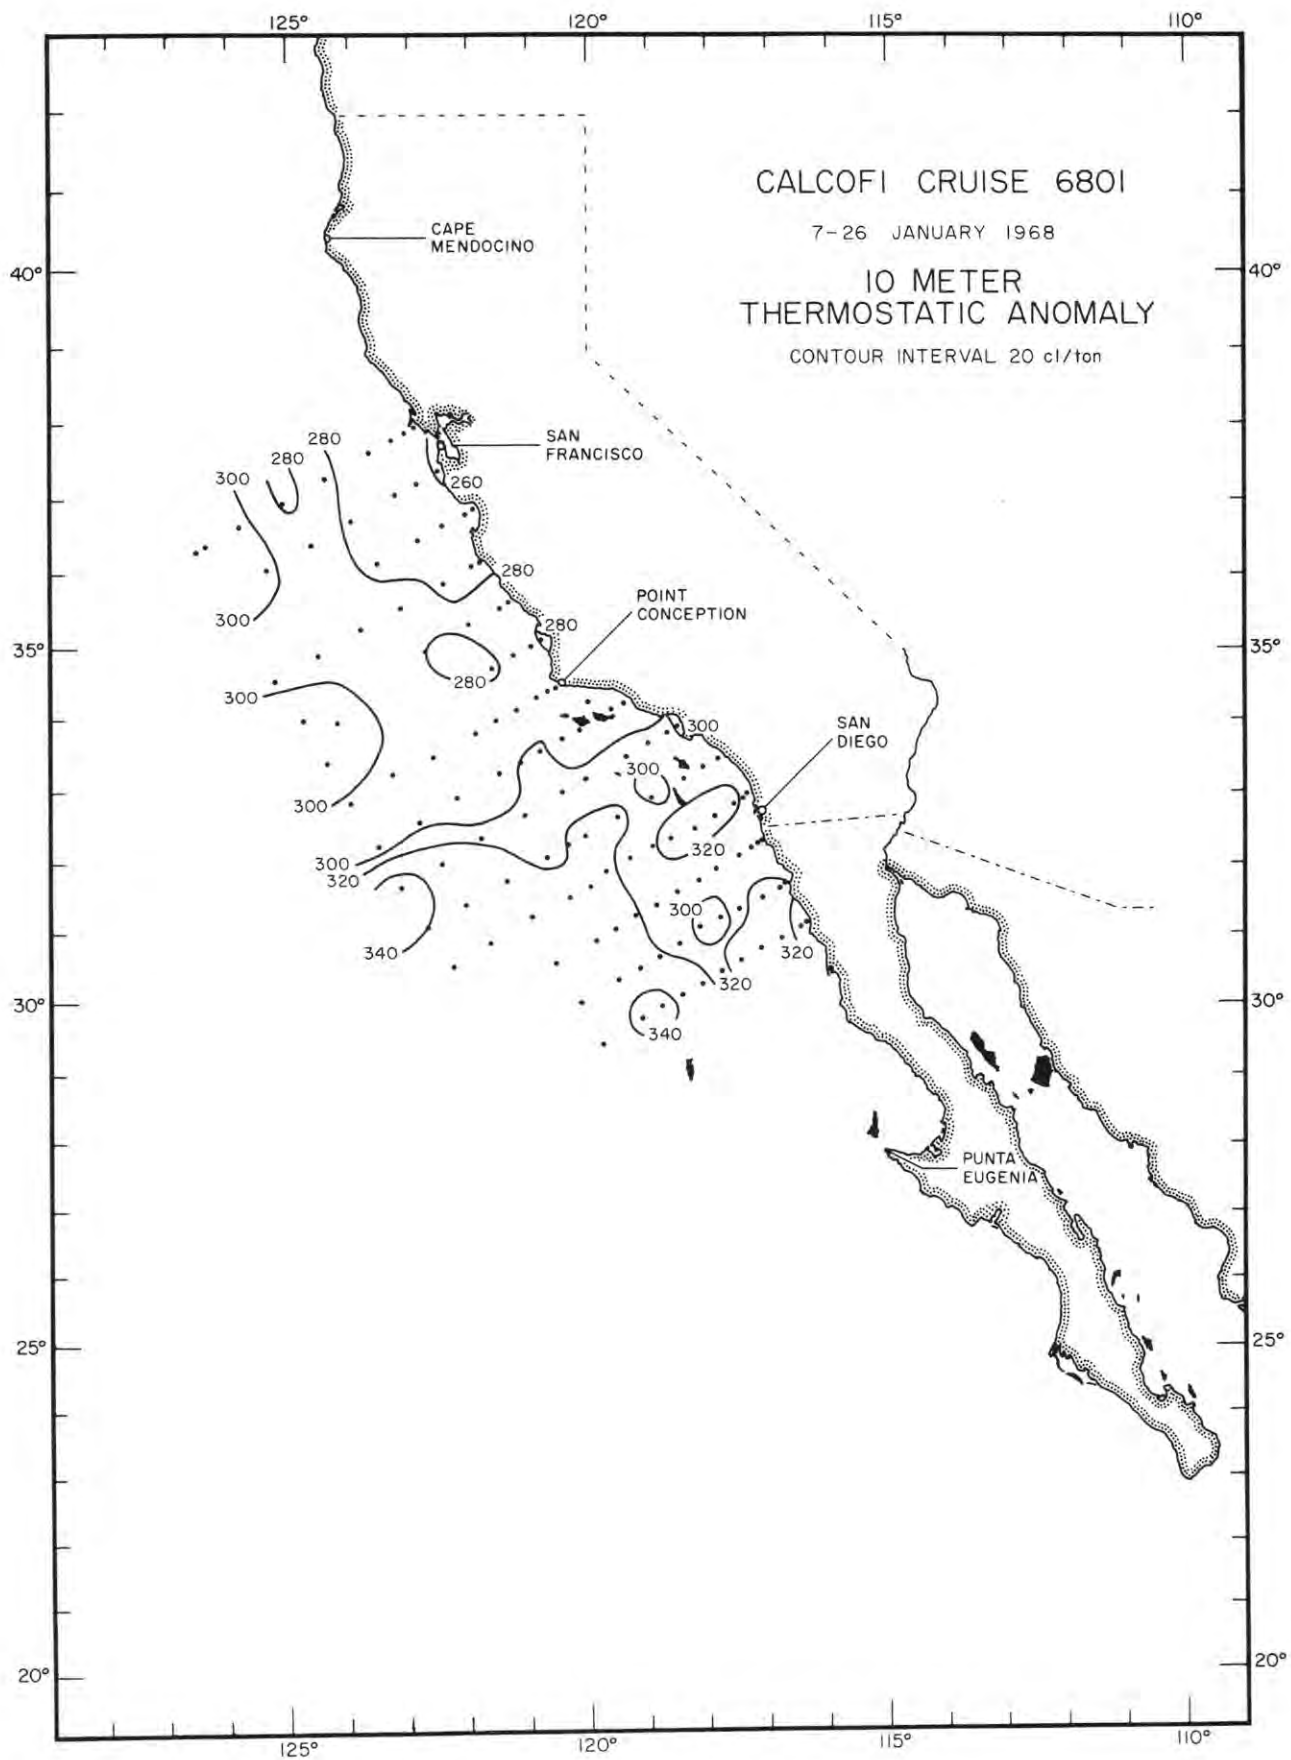 125°
120°
115°
110°
CALCOFI CRUISE 6801
7-26 JANUARY 1968
10 METER
THERMOSTATIC ANOMALY
CONTOUR INTERVAL 20 cl/ton
CAPE
MENDOCINO
40°
40°
SAN
FRANCISCO
280
280
300
260
280
POINT
CONCEPTION
300
280
35°
35°
280
300
SAN
DIEGO
300
300
300
300
320
320
300
340
320
320
30°
30°
340
PUNTA
EUGENIA
25°
25°
20°
20°
125°
120°
115°
110°